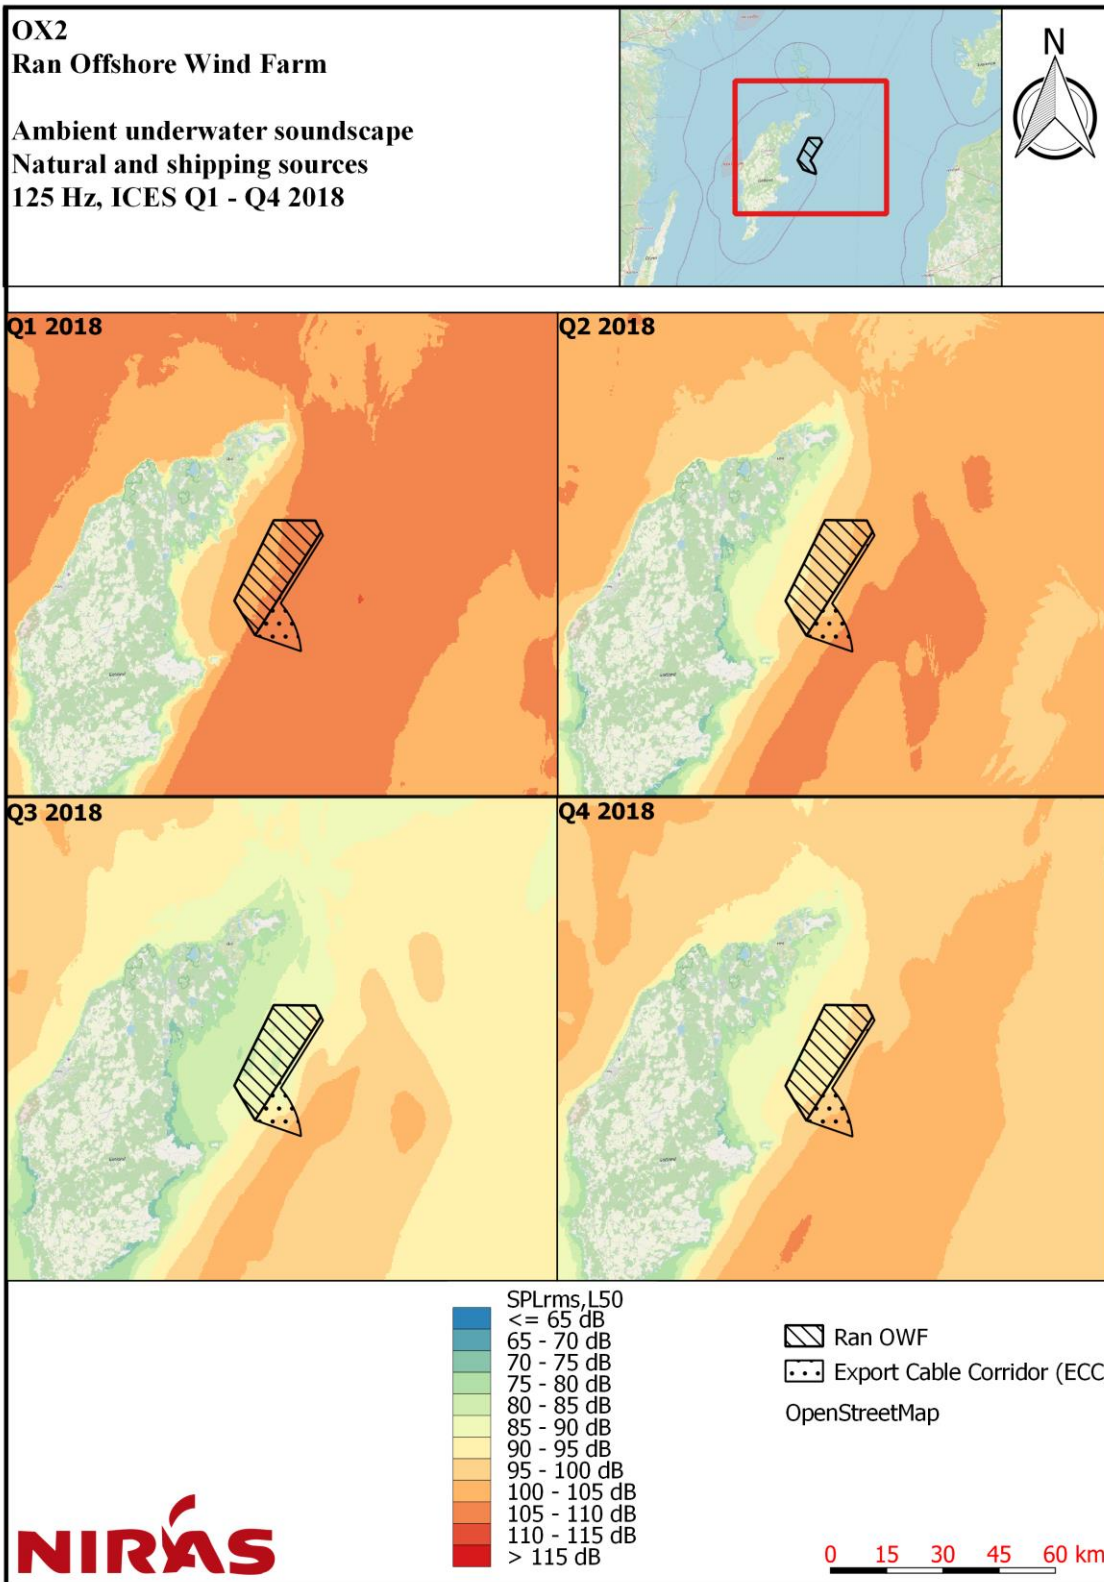 OX2
Ran Offshore Wind Farm
Ambient underwater soundscape
Natural and shipping sources
125 Hz, ICES Q1 - Q4 2018
N
Q1 2018
Q2 2018
Q3 2018
Q4 2018
SPLrms,L50
<= 65 dB
65 - 70 dB
70 - 75 dB
75 - 80 dB
80 - 85 dB
85 - 90 dB
90 - 95 dB
95 - 100 dB
100 - 105 dB
105 - 110 dB
110 - 115 dB
> 115 dB
Ran OWF
Export Cable Corridor (ECC
OpenStreetMap
NIRAS
0 15 30 45 60 km